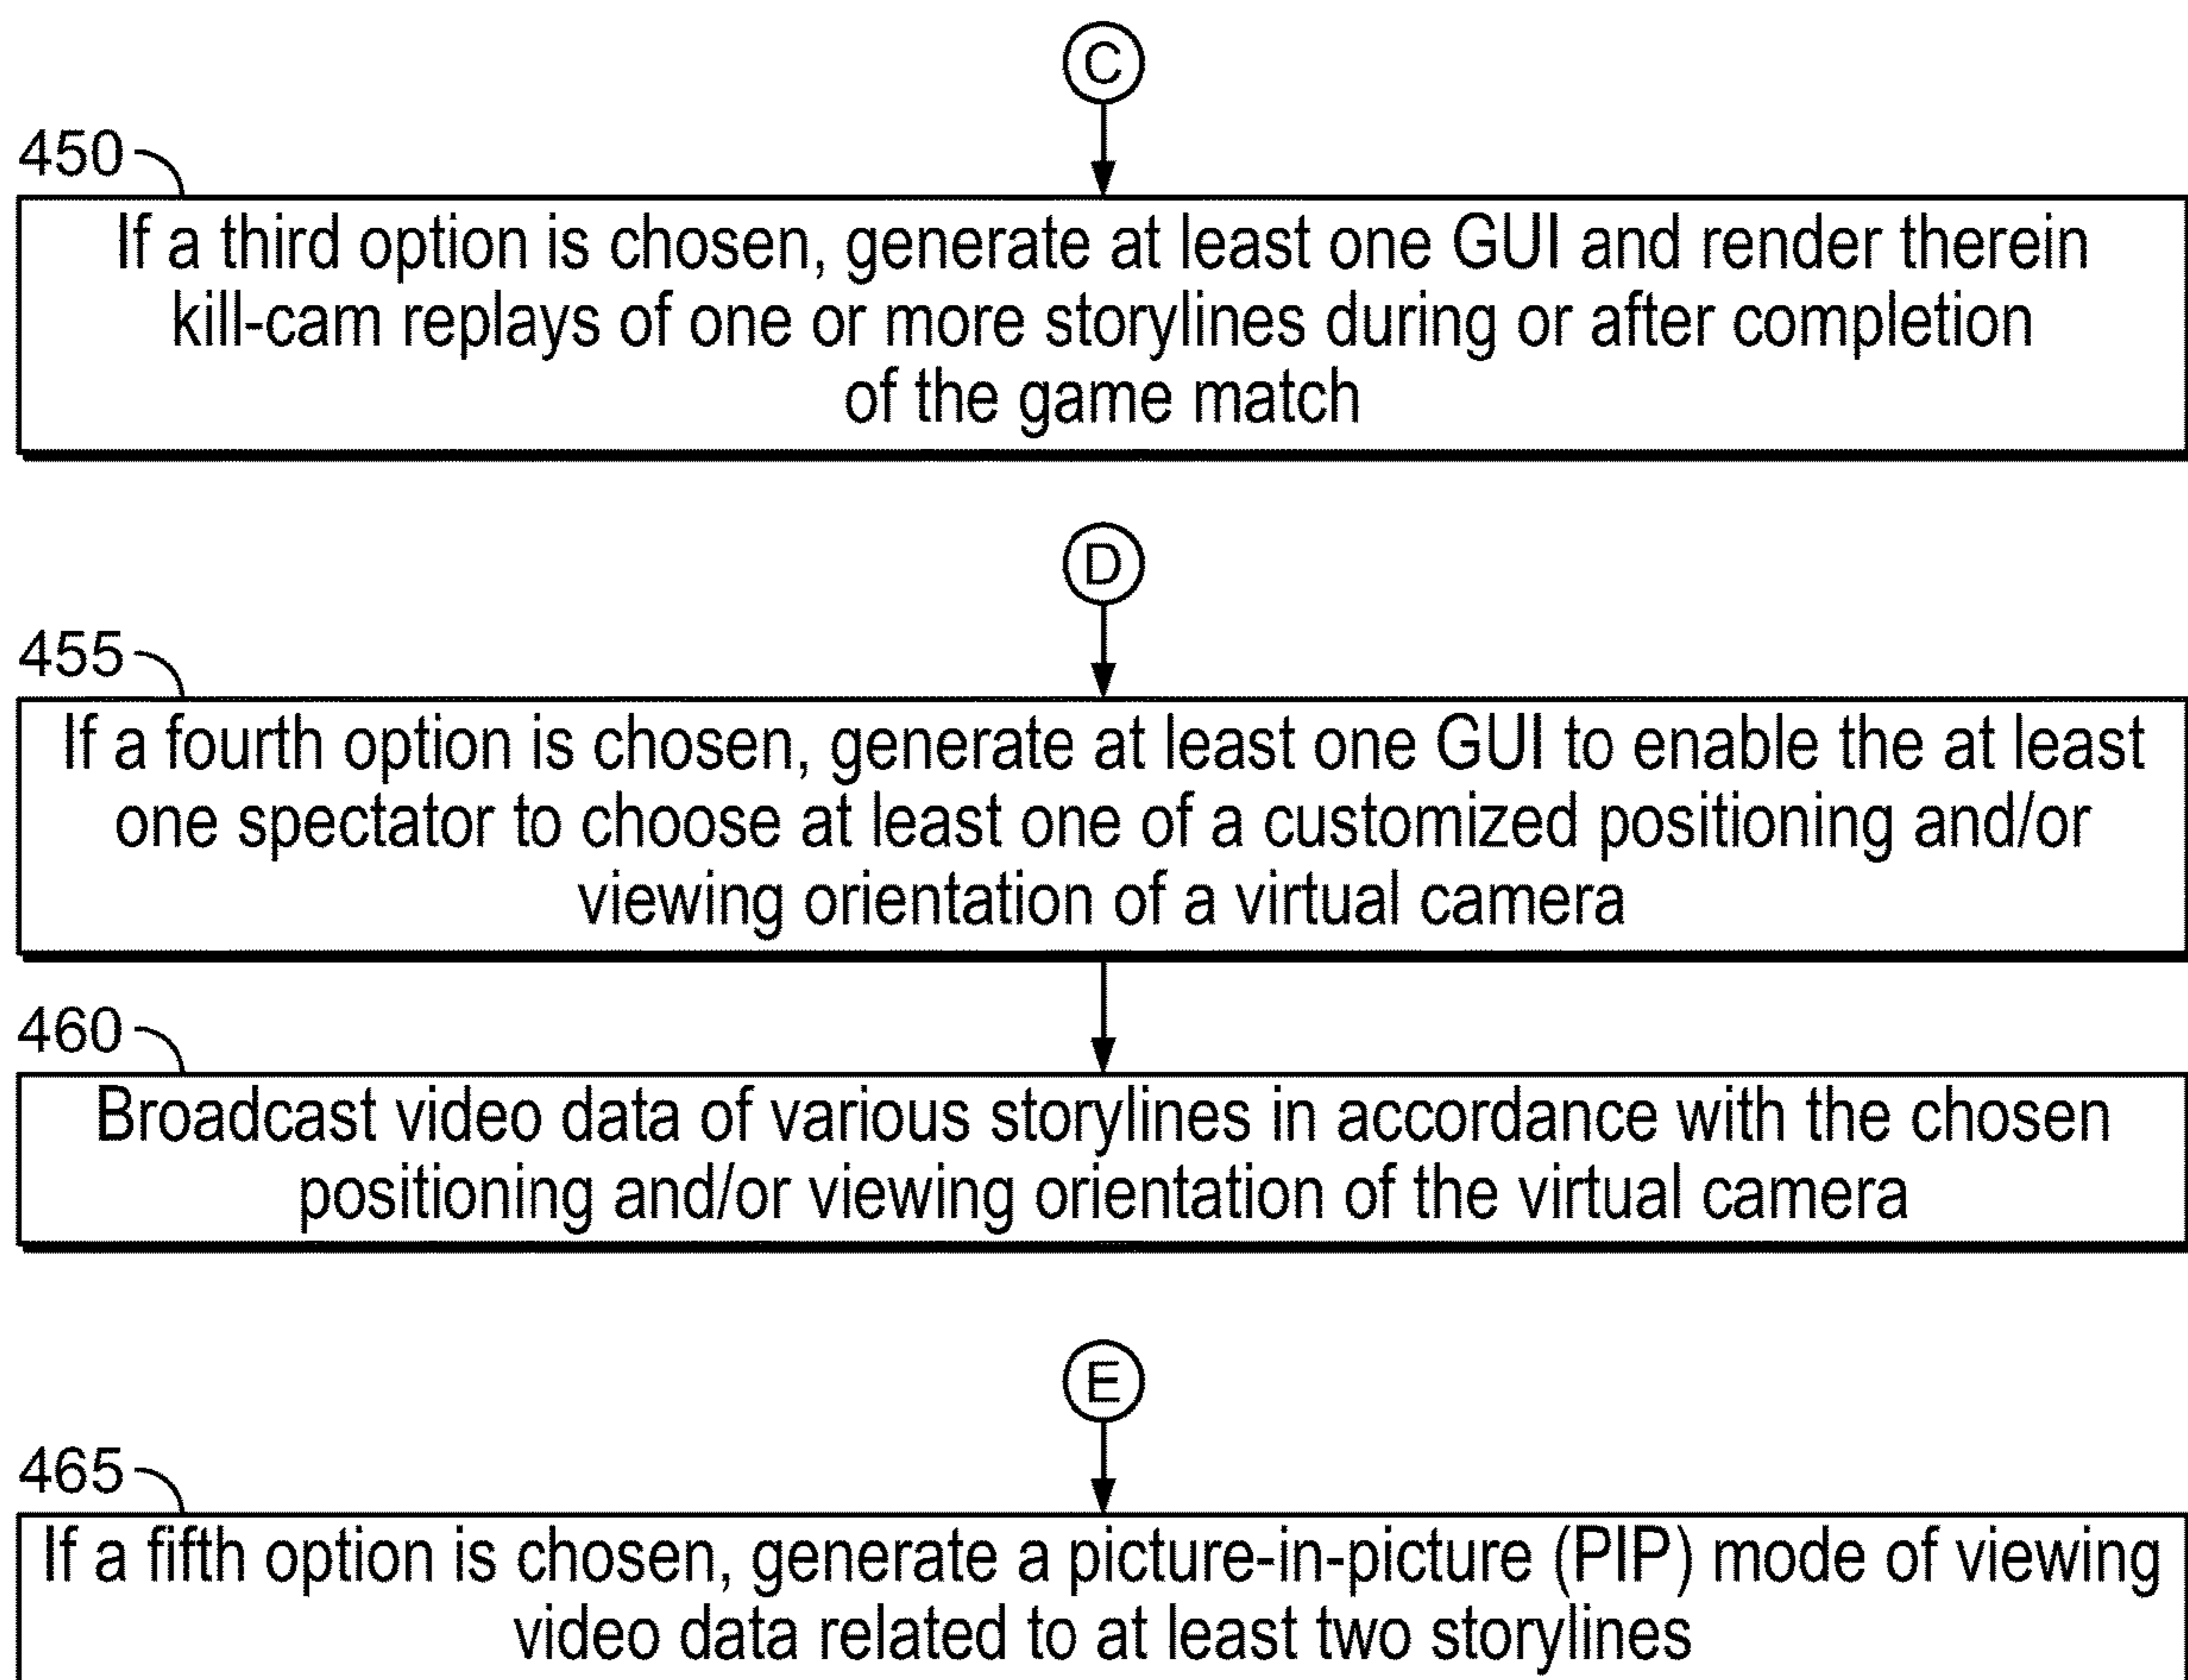 C
450
If a third option is chosen, generate at least one GUI and render therein
kill-cam replays of one or more storylines during or after completion
of the game match
D
455
If a fourth option is chosen, generate at least one GUI to enable the at least
one spectator to choose at least one of a customized positioning and/or
viewing orientation of a virtual camera
460
Broadcast video data of various storylines in accordance with the chosen
positioning and/or viewing orientation of the virtual camera
E
465
If a fifth option is chosen, generate a picture-in-picture (PIP) mode of viewing
video data related to at least two storylines